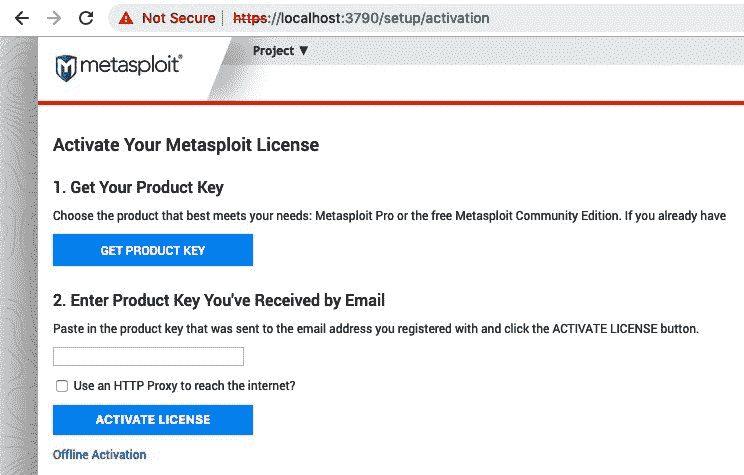 Not Secure https://localhost:3790/setup/activation
metasploit®
Project ▼
Activate Your Metasploit License
1. Get Your Product Key
Choose the product that best meets your needs: Metasploit Pro or the free Metasploit Community Edition. If you already have
GET PRODUCT KEY
2. Enter Product Key You've Received by Email
Paste in the product key that was sent to the email address you registered with and click the ACTIVATE LICENSE button.
Use an HTTP Proxy to reach the internet?
ACTIVATE LICENSE
Offline Activation